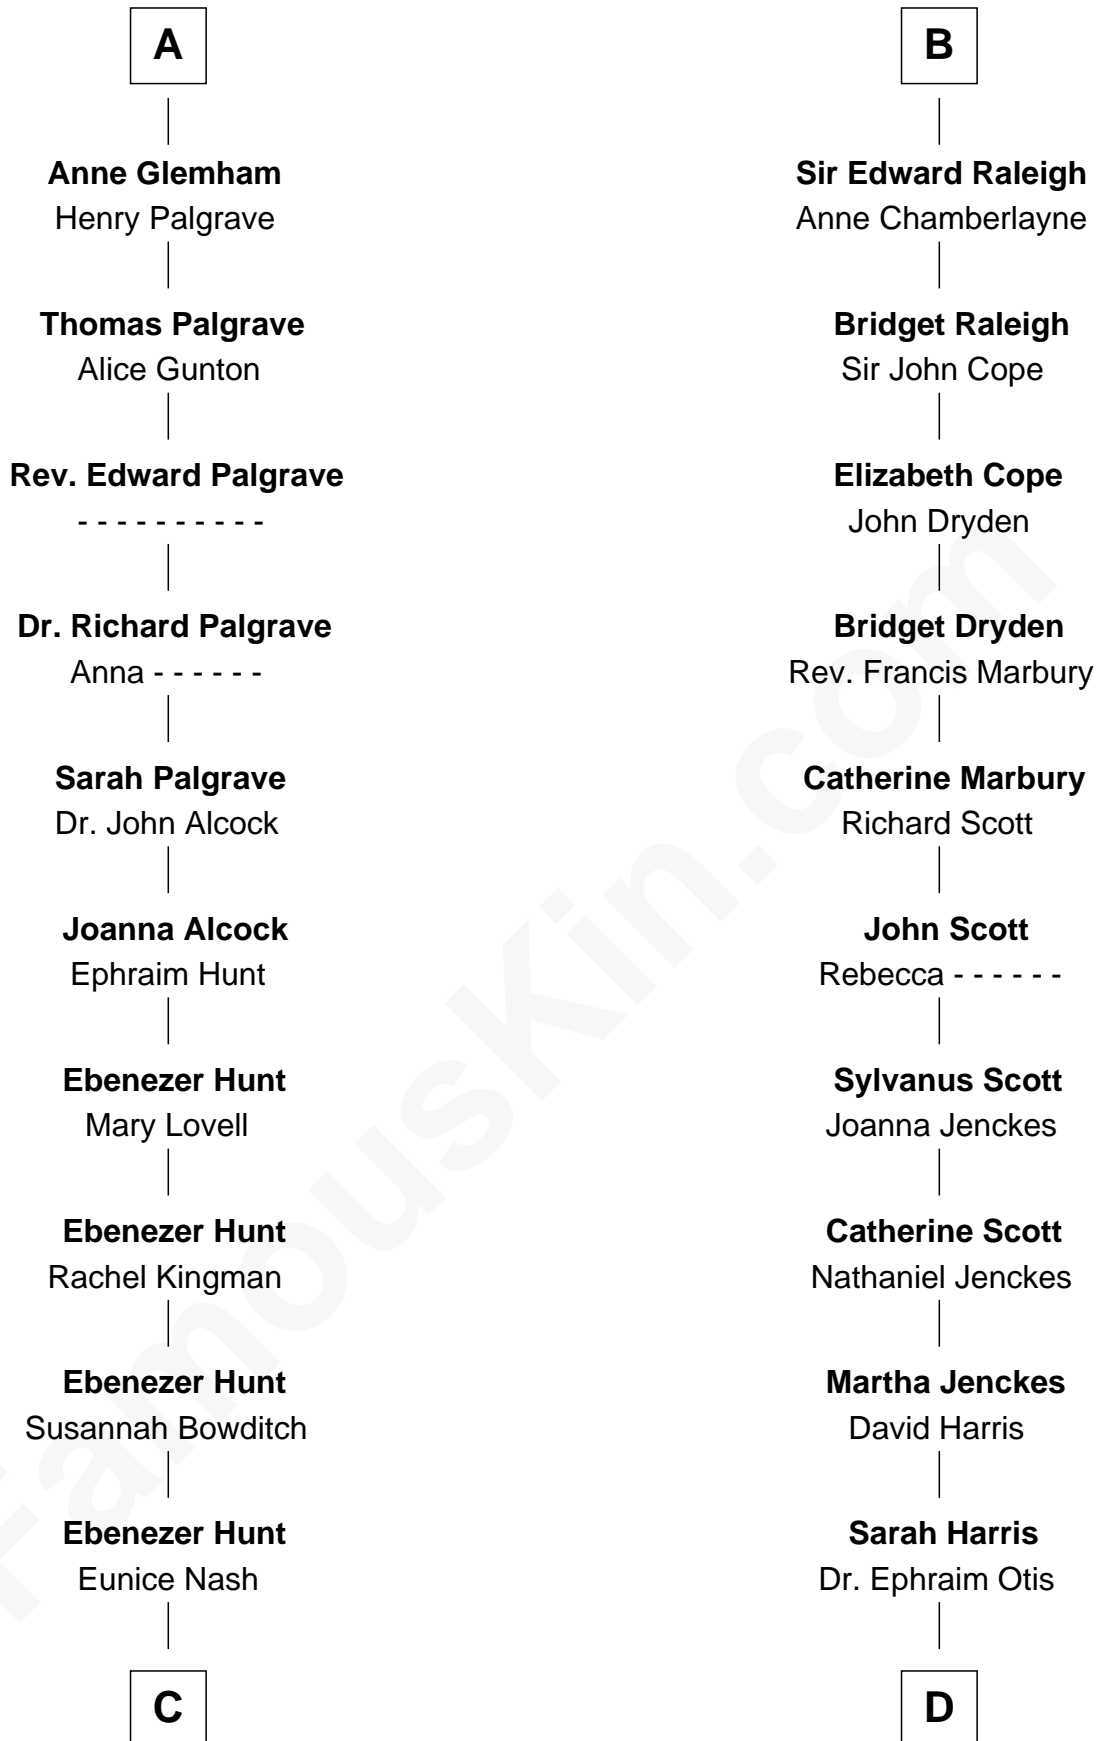 A
Anne Glemham
Henry Palgrave
Thomas Palgrave
Alice Gunton
Rev. Edward Palgrave
- - - - - - - - - -
Dr. Richard Palgrave
Anna - - - - - -
Sarah Palgrave
Dr. John Alcock
Joanna Alcock
Ephraim Hunt
Ebenezer Hunt
Mary Lovell
Ebenezer Hunt
Rachel Kingman
Ebenezer Hunt
Susannah Bowditch
Ebenezer Hunt
Eunice Nash
C
B
Sir Edward Raleigh
Anne Chamberlayne
Bridget Raleigh
Sir John Cope
Elizabeth Cope
John Dryden
Bridget Dryden
Rev. Francis Marbury
Catherine Marbury
Richard Scott
John Scott
Rebecca - - - - - -
Sylvanus Scott
Joanna Jenckes
Catherine Scott
Nathaniel Jenckes
Martha Jenckes
David Harris
Sarah Harris
Dr. Ephraim Otis
D
FamousKin.com